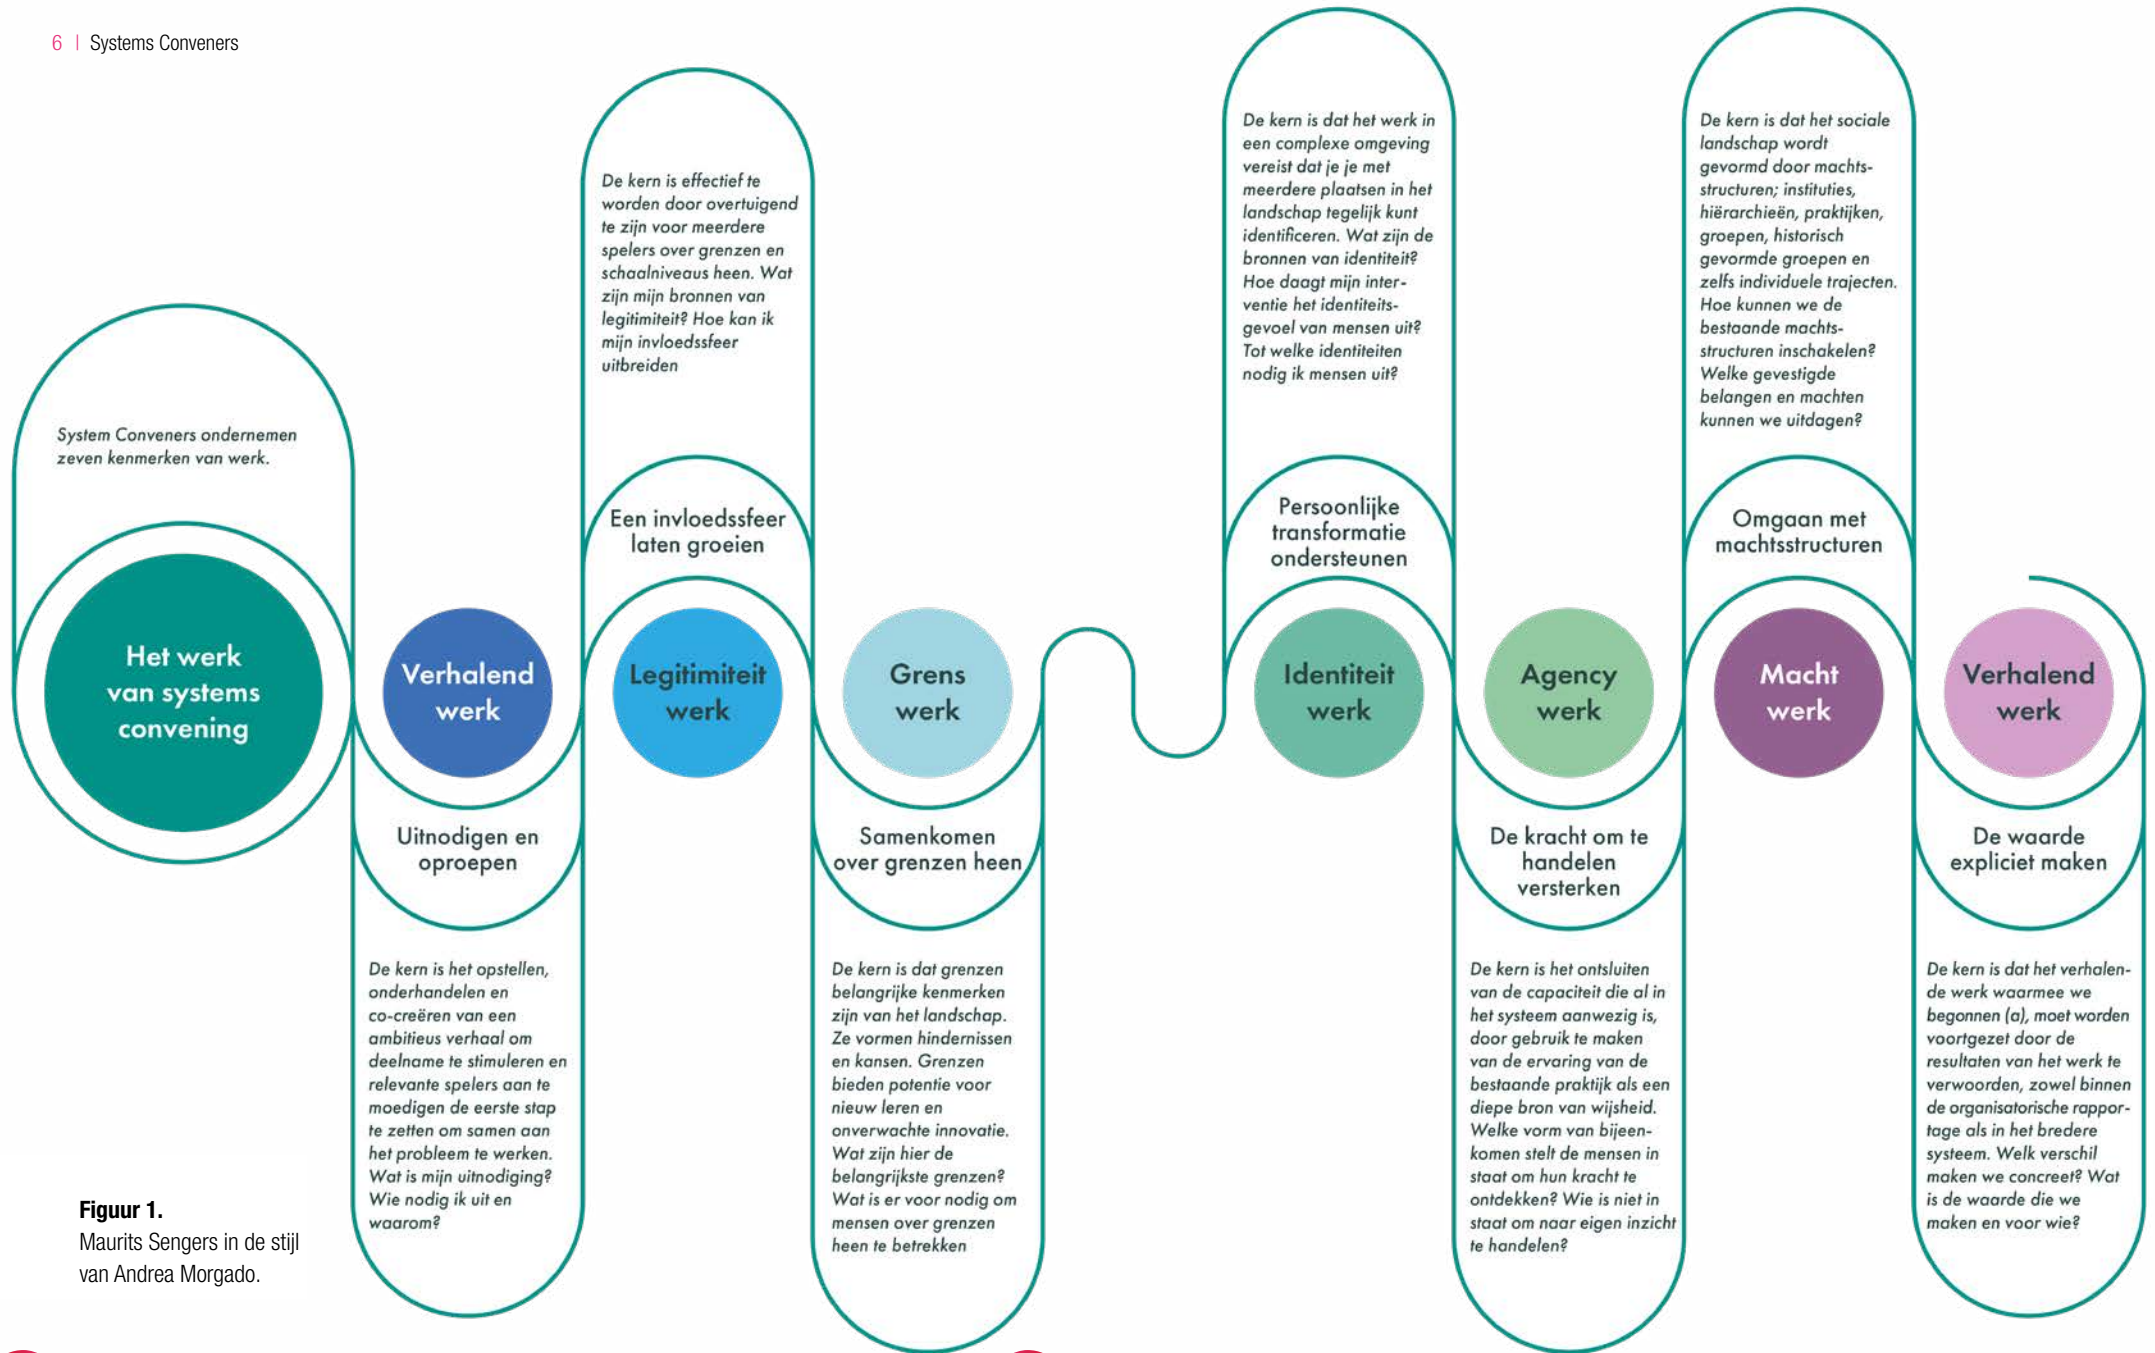 6 | Systems Conveners
System Conveners ondernemen
zeven kenmerken van werk.
Het werk
van systems
convening
Verhalend
werk
Uitnodigen en
oproepen
De kern is het opstellen,
onderhandelen en
co-creëren van een
ambitieus verhaal om
deelname te stimuleren en
relevante spelers aan te
moedigen de eerste stap
te zetten om samen aan
het probleem te werken.
Wat is mijn uitnodiging?
Wie nodig ik uit en
waarom?
De kern is effectief te
worden door overtuigend
te zijn voor meerdere
spelers over grenzen en
schaalniveaus heen. Wat
zijn mijn bronnen van
legitimiteit? Hoe kan ik
mijn invloedssfeer
uitbreiden
Een invloedssfeer
laten groeien
Legitimiteit
werk
Grens
werk
Samenkomen
over grenzen heen
De kern is dat grenzen
belangrijke kenmerken
zijn van het landschap.
Ze vormen hindernissen
en kansen. Grenzen
bieden potentie voor
nieuw leren en
onverwachte innovatie.
Wat zijn hier de
belangrijkste grenzen?
Wat is er voor nodig om
mensen over grenzen
heen te betrekken
De kern is dat het werk in
een complexe omgeving
vereist dat je je met
meerdere plaatsen in het
landschap tegelijk kunt
identificeren. Wat zijn de
bronnen van identiteit?
Hoe daagt mijn inter-
ventie het identiteits-
gevoel van mensen uit?
Tot welke identiteiten
nodig ik mensen uit?
Persoonlijke
transformatie
ondersteunen
Identiteit
werk
Agency
werk
De kracht om te
handelen
versterken
De kern is het ontsluiten
van de capaciteit die al in
het systeem aanwezig is,
door gebruik te maken
van de ervaring van de
bestaande praktijk als een
diepe bron van wijsheid.
Welke vorm van bijeen-
komen stelt de mensen in
staat om hun kracht te
ontdekken? Wie is niet in
staat om naar eigen inzicht
te handelen?
De kern is dat het sociale
landschap wordt
gevormd door machts-
structuren; instituties,
hiërarchieën, praktijken,
groepen, historisch
gevormde groepen en
zelfs individuele trajecten.
Hoe kunnen we de
bestaande machts-
structuren inschakelen?
Welke gevestigde
belangen en machten
kunnen we uitdagen?
Omgaan met
machtsstructuren
Macht
werk
Verhalend
werk
De waarde
expliciet maken
De kern is dat het verhalen-
de werk waarmee we
begonnen (a), moet worden
voortgezet door de
resultaten van het werk te
verwoorden, zowel binnen
de organisatorische rappor-
tage als in het bredere
systeem. Welk verschil
maken we concreet? Wat
is de waarde die we
maken en voor wie?
Figuur 1.
Maurits Sengers in de stijl
van Andrea Morgado.